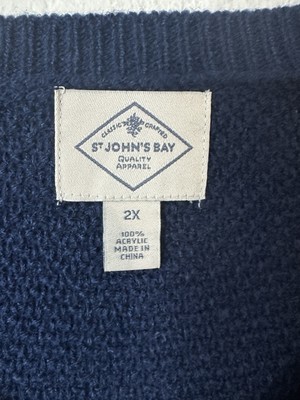 CLASSIC CRAFTED
ST JOHN'S BAY
QUALITY
APPAREL
2X
100%
ACRYLIC
MADE IN
CHINA